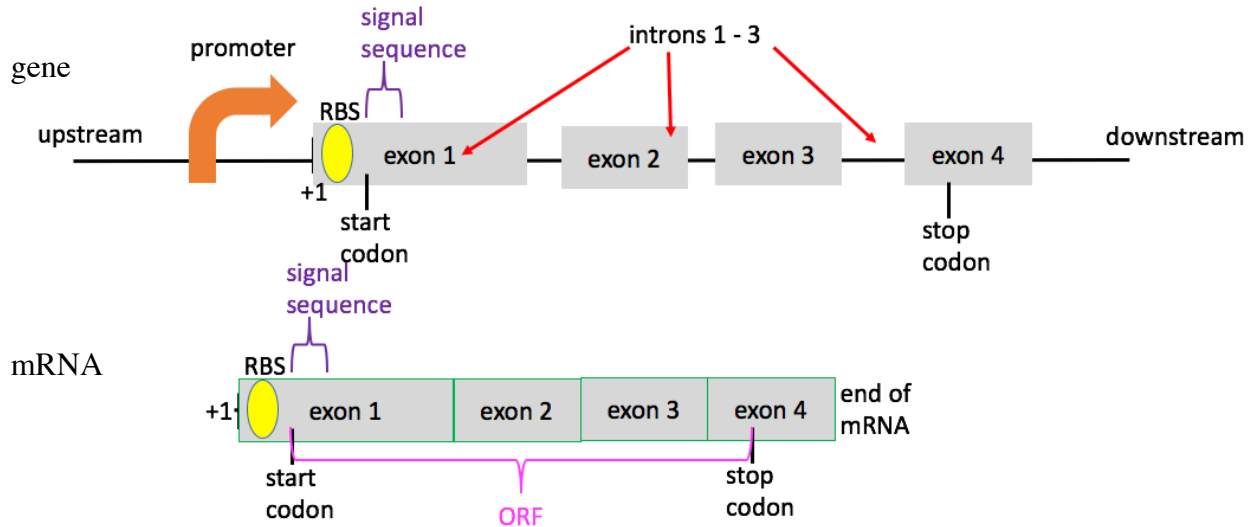 signal
sequence
introns 1 - 3
promoter
gene
RBS
upstream
downstream
exon 1
exon 2
exon 3
exon 4
+1
start
codon
stop
codon
signal
sequence
mRNA
RBS
+1
exon 1
exon 2
exon 3
exon 4
end of
mRNA
start
codon
stop
codon
ORF